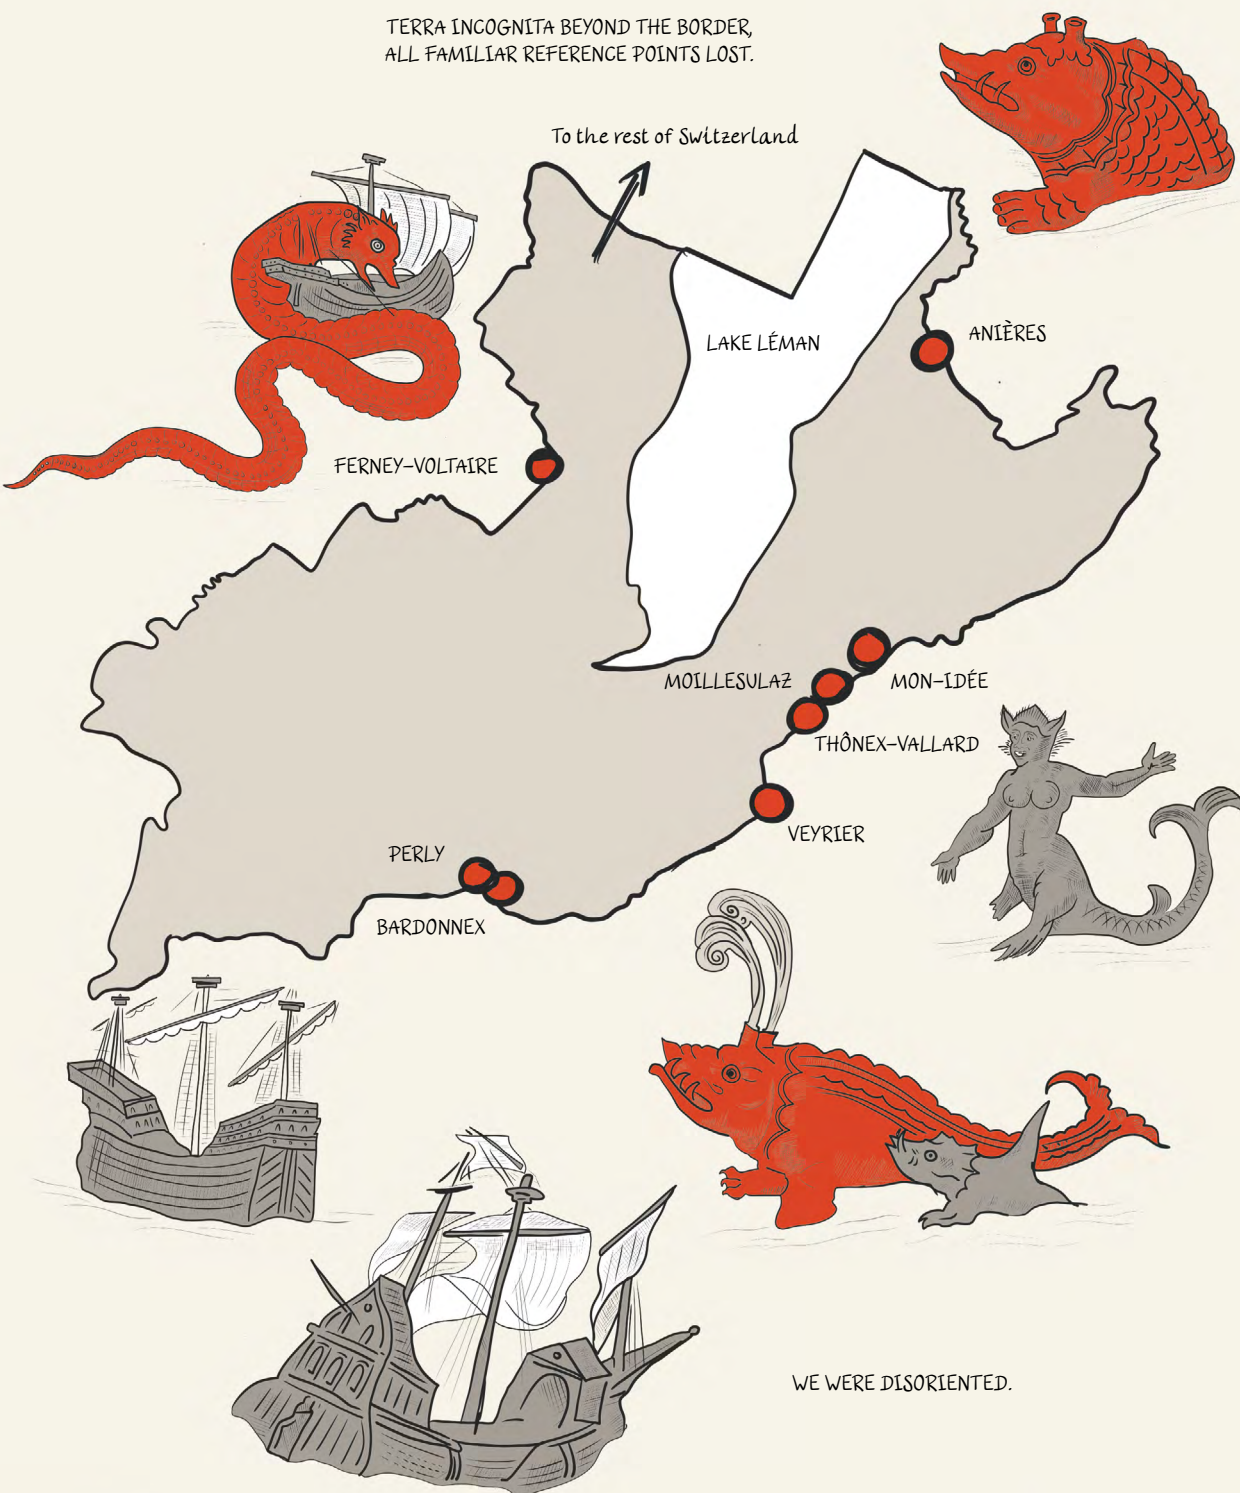 TERRA INCOGNITA BEYOND THE BORDER,
ALL FAMILIAR REFERENCE POINTS LOST.
To the rest of Switzerland
LAKE LÉMAN
ANIÈRES
FERNEY-VOLTAIRE
MOILLESULAZ
MON-IDÉE
THÔNEX-VALLARD
VEYRIER
PERLY
BARDONNEX
WE WERE DISORIENTED.